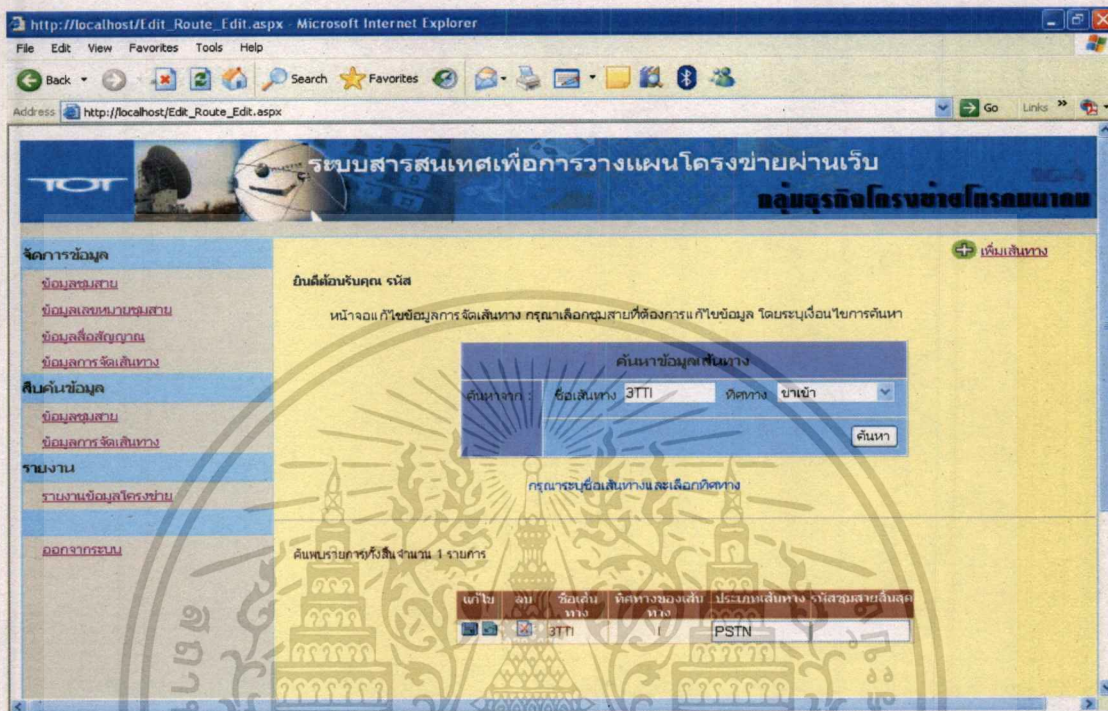 http://localhost/Edit_Route_Edit.aspx - Microsoft Internet Explorer
File Edit View Favorites Tools Help
Back Search Favorites
Address http://localhost/Edit_Route_Edit.aspx Go Links
TOT
ระบบสารสนเทศเพื่อการวางแผนโครงข่ายผ่านเว็บ
กลุ่มธุรกิจโครงข่ายโทรคมนาคม
จัดการข้อมูล
ข้อมูลชุมสาย
ข้อมูลเลขหมายชุมสาย
ข้อมูลสื่อสัญญาณ
ข้อมูลการจัดเส้นทาง
สืบค้นข้อมูล
ข้อมูลชุมสาย
ข้อมูลการจัดเส้นทาง
รายงาน
รายงานข้อมูลโครงข่าย
ออกจากระบบ
เพิ่มเส้นทาง
ยินดีต้อนรับคุณ รนัส
หน้าจอแก้ไขข้อมูลการจัดเส้นทาง กรุณาเลือกชุมสายที่ต้องการแก้ไขข้อมูล โดยระบุเงื่อนไขการค้นหา
ค้นหาข้อมูลเส้นทาง
ค้นหาจาก : ชื่อเส้นทาง 3TTI ทิศทาง ขาเข้า
ค้นหา
กรุณาระบุชื่อเส้นทางและเลือกทิศทาง
ค้นพบรายการทั้งสิ้นจำนวน 1 รายการ
แก้ไข ลบ ชื่อเส้นทาง ทิศทางของเส้นทาง ประเภทเส้นทาง รหัสชุมสายสิ้นสุด
3TTI I PSTN